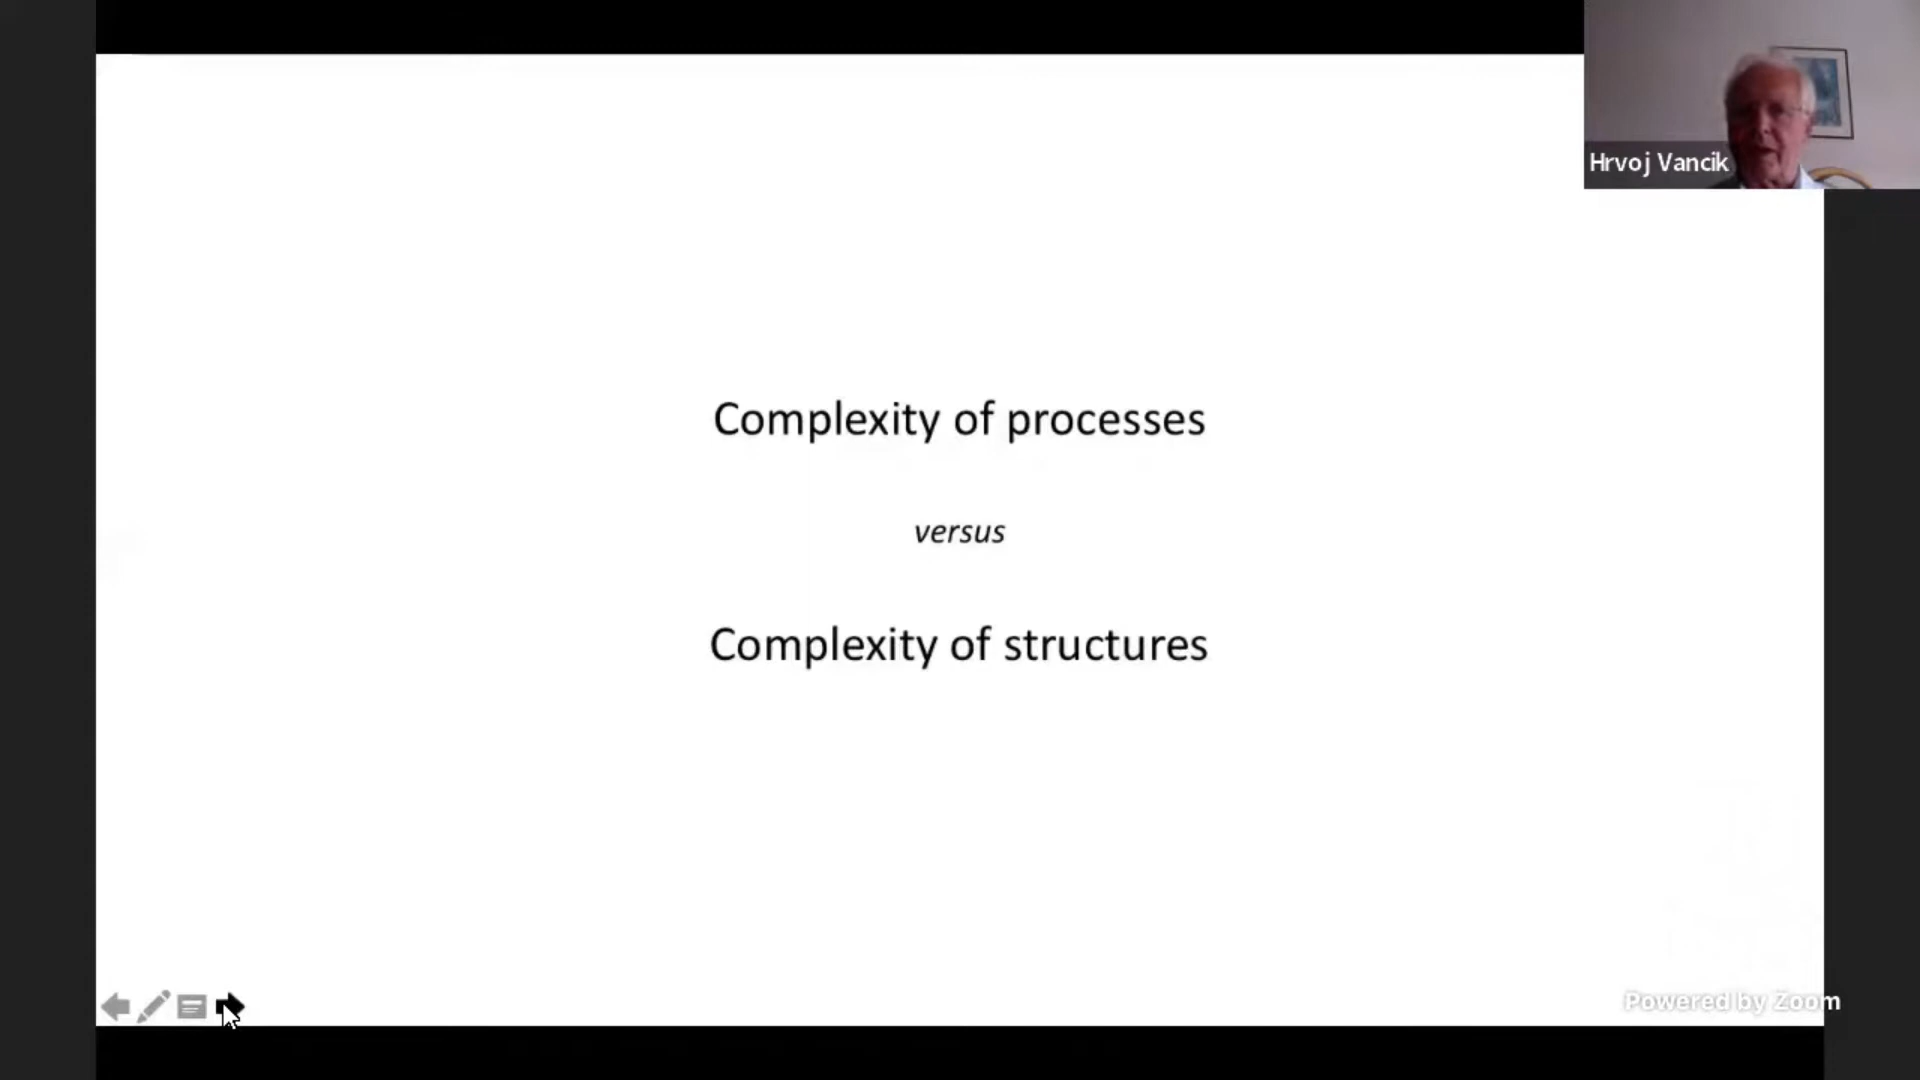 Hrvoj Vancik
Complexity of processes
versus
Complexity of structures
Powered by Zoom